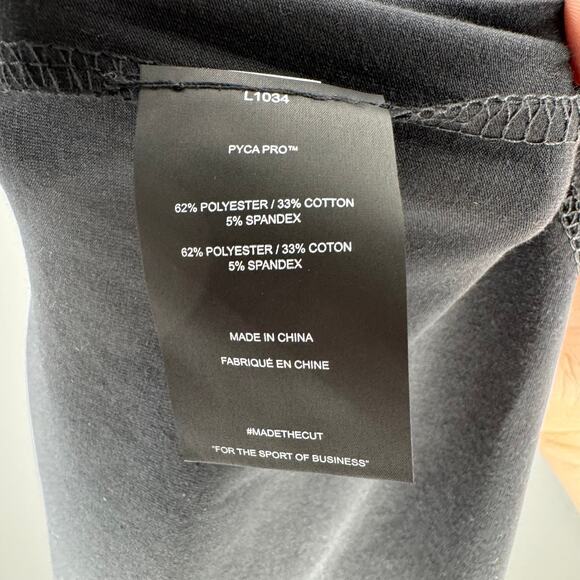 L1034
PYCA PRO™
62% POLYESTER / 33% COTTON
5% SPANDEX
62% POLYESTER / 33% COTON
5% SPANDEX
MADE IN CHINA
FABRIQUÉ EN CHINE
#MADETHECUT
"FOR THE SPORT OF BUSINESS"